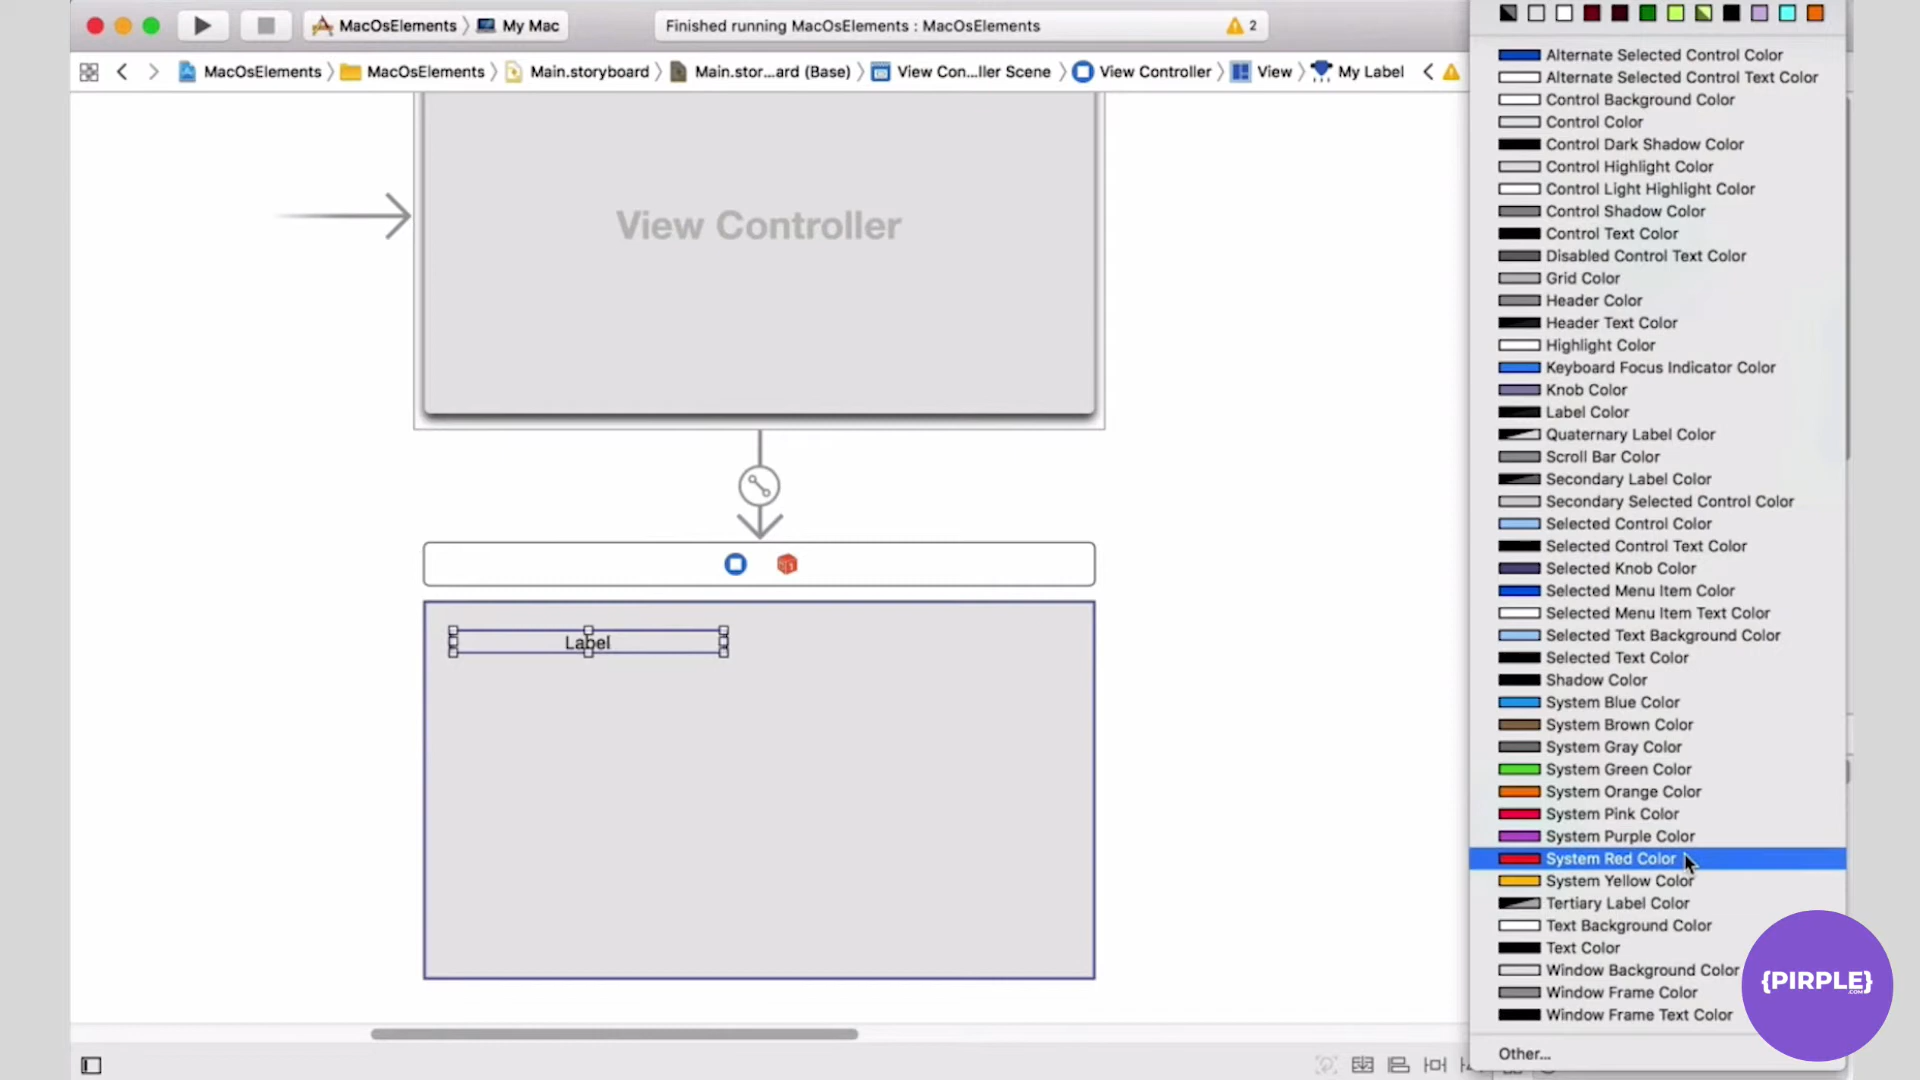 MacOsElements 〉 My Mac
Finished running MacOsElements : MacOsElements
2
MacOsElements 〉 MacOsElements 〉 Main.storyboard 〉 Main.stor...ard (Base) 〉 View Con...ller Scene 〉 View Controller 〉 View 〉 My Label
View Controller
Label
Alternate Selected Control Color
Alternate Selected Control Text Color
Control Background Color
Control Color
Control Dark Shadow Color
Control Highlight Color
Control Light Highlight Color
Control Shadow Color
Control Text Color
Disabled Control Text Color
Grid Color
Header Color
Header Text Color
Highlight Color
Keyboard Focus Indicator Color
Knob Color
Label Color
Quaternary Label Color
Scroll Bar Color
Secondary Label Color
Secondary Selected Control Color
Selected Control Color
Selected Control Text Color
Selected Knob Color
Selected Menu Item Color
Selected Menu Item Text Color
Selected Text Background Color
Selected Text Color
Shadow Color
System Blue Color
System Brown Color
System Gray Color
System Green Color
System Orange Color
System Pink Color
System Purple Color
System Red Color
System Yellow Color
Tertiary Label Color
Text Background Color
Text Color
Window Background Color
Window Frame Color
Window Frame Text Color
Other...
{PIRPLE}
.COM